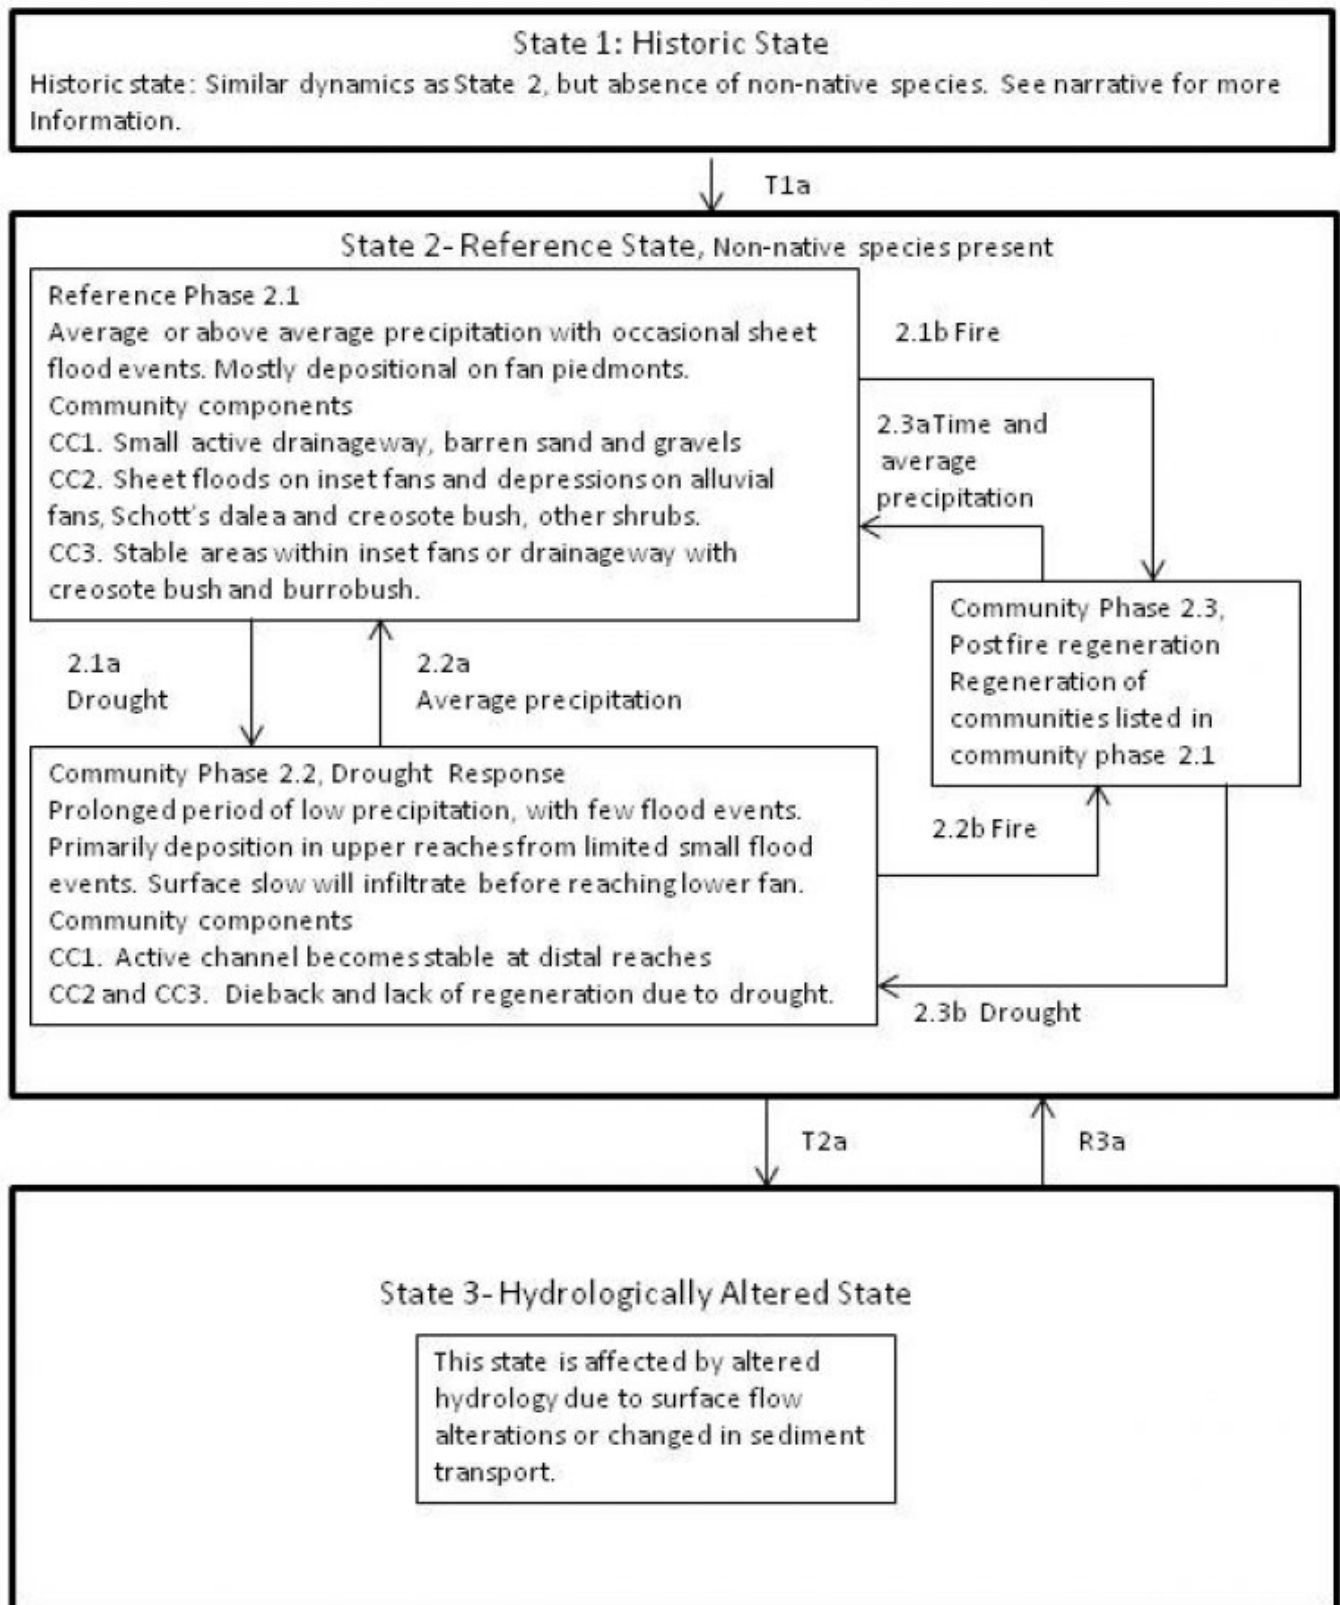 State 1: Historic State
Historic state: Similar dynamics as State 2, but absence of non-native species. See narrative for more
Information.
T1a
State 2- Reference State, Non-native species present
Reference Phase 2.1
Average or above average precipitation with occasional sheet
flood events. Mostly depositional on fan piedmonts.
Community components
CC1. Small active drainageway, barren sand and gravels
CC2. Sheet floods on inset fans and depressions on alluvial
fans, Schott's dalea and creosote bush, other shrubs.
CC3. Stable areas within inset fans or drainageway with
creosote bush and burrobush.
2.1b Fire
2.3a Time and
average
precipitation
Community Phase 2.3,
Postfire regeneration
Regeneration of
communities listed in
community phase 2.1
2.1a
Drought
2.2a
Average precipitation
Community Phase 2.2, Drought Response
Prolonged period of low precipitation, with few flood events.
Primarily deposition in upper reaches from limited small flood
events. Surface slow will infiltrate before reaching lower fan.
Community components
CC1. Active channel becomes stable at distal reaches
CC2 and CC3. Dieback and lack of regeneration due to drought.
2.2b Fire
2.3b Drought
T2a
R3a
State 3- Hydrologically Altered State
This state is affected by altered
hydrology due to surface flow
alterations or changed in sediment
transport.